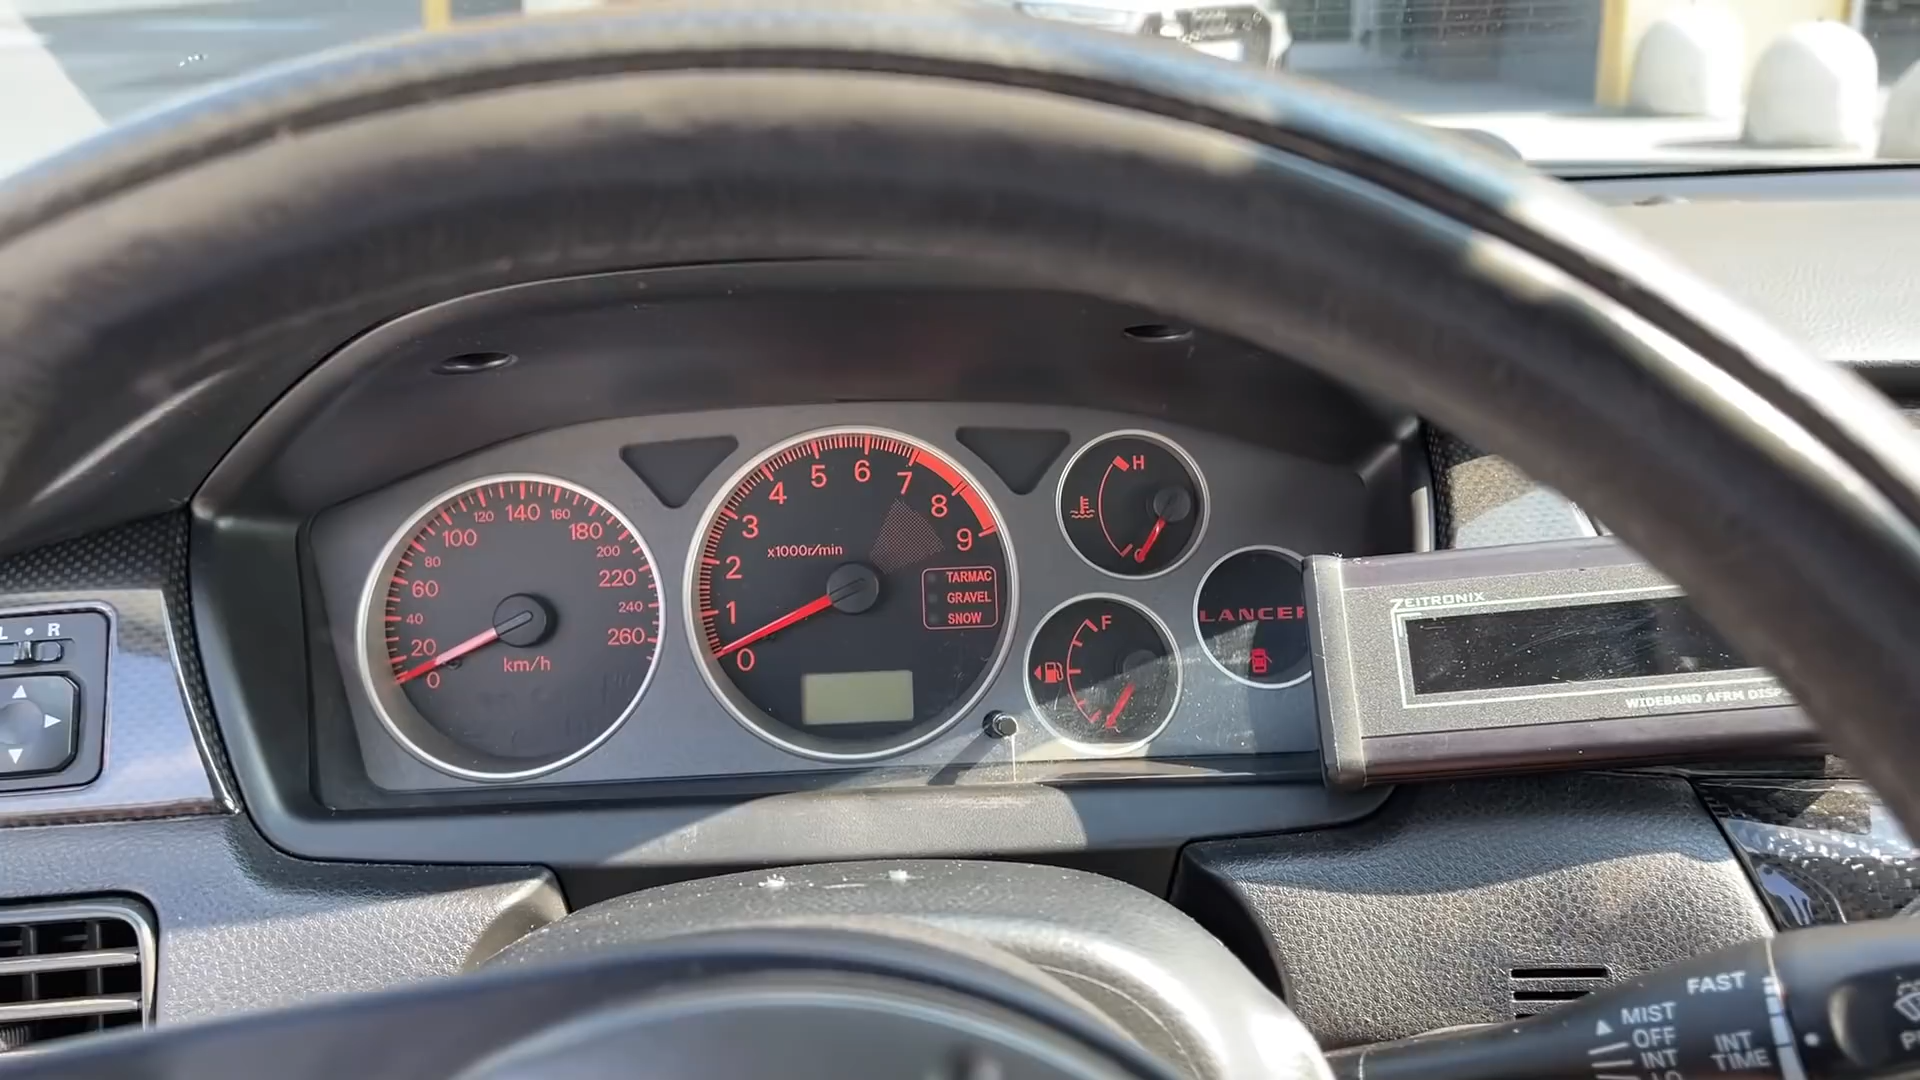 L • R
0
20
40
60
80
100
120
140
160
180
200
220
240
260
km/h
0
1
2
3
4
5
6
7
8
9
x1000r/min
TARMAC
GRAVEL
SNOW
H
C
F
LANCER
ZEITRONIX
WIDEBAND AFRM
FAST
MIST
OFF
INT
INT
TIME